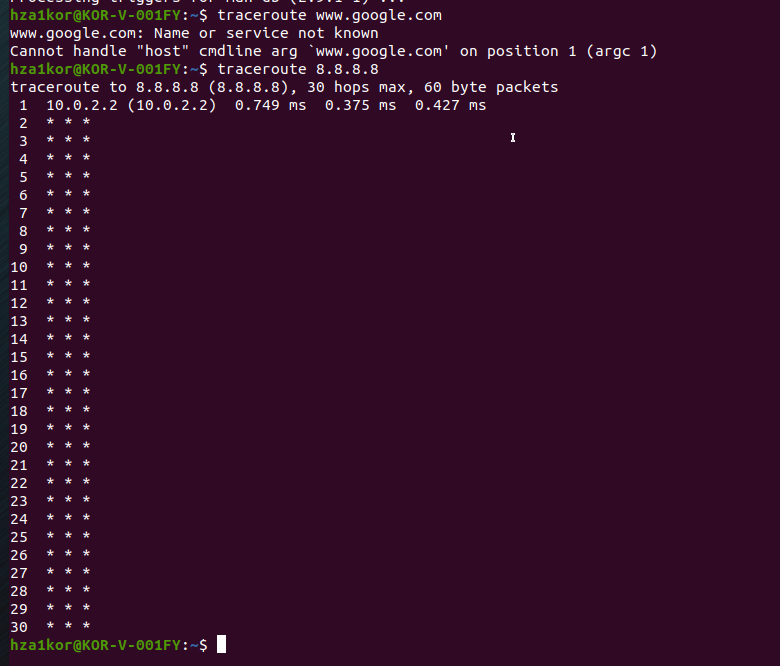 hza1kor@KOR-V-001FY:~$ traceroute www.google.com
www.google.com: Name or service not known
Cannot handle "host" cmdline arg `www.google.com' on position 1 (argc 1)
hza1kor@KOR-V-001FY:~$ traceroute 8.8.8.8
traceroute to 8.8.8.8 (8.8.8.8), 30 hops max, 60 byte packets
 1  10.0.2.2 (10.0.2.2)  0.749 ms  0.375 ms  0.427 ms
 2  * * *
 3  * * *
 4  * * *
 5  * * *
 6  * * *
 7  * * *
 8  * * *
 9  * * *
10  * * *
11  * * *
12  * * *
13  * * *
14  * * *
15  * * *
16  * * *
17  * * *
18  * * *
19  * * *
20  * * *
21  * * *
22  * * *
23  * * *
24  * * *
25  * * *
26  * * *
27  * * *
28  * * *
29  * * *
30  * * *
hza1kor@KOR-V-001FY:~$